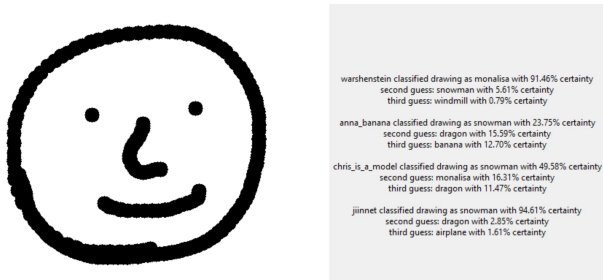 warshenstein classified drawing as monalisa with 91.46% certainty
second guess: snowman with 5.61% certainty
third guess: windmill with 0.79% certainty
anna_banana classified drawing as snowman with 23.75% certainty
second guess: dragon with 15.59% certainty
third guess: banana with 12.70% certainty
chris_is_a_model classified drawing as snowman with 49.58% certainty
second guess: monalisa with 16.31% certainty
third guess: dragon with 11.47% certainty
jiinnet classified drawing as snowman with 94.61% certainty
second guess: dragon with 2.85% certainty
third guess: airplane with 1.61% certainty